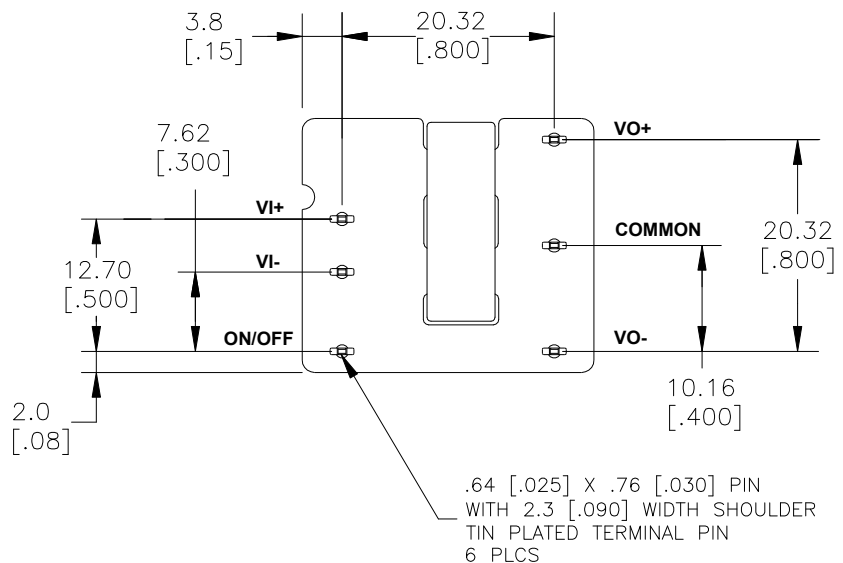 3.8
[.15]
20.32
[.800]
7.62
[.300]
VO+
VI+
COMMON
20.32
[.800]
12.70
[.500]
VI-
ON/OFF
VO-
2.0
[.08]
10.16
[.400]
.64 [.025] X .76 [.030] PIN
WITH 2.3 [.090] WIDTH SHOULDER
TIN PLATED TERMINAL PIN
6 PLCS